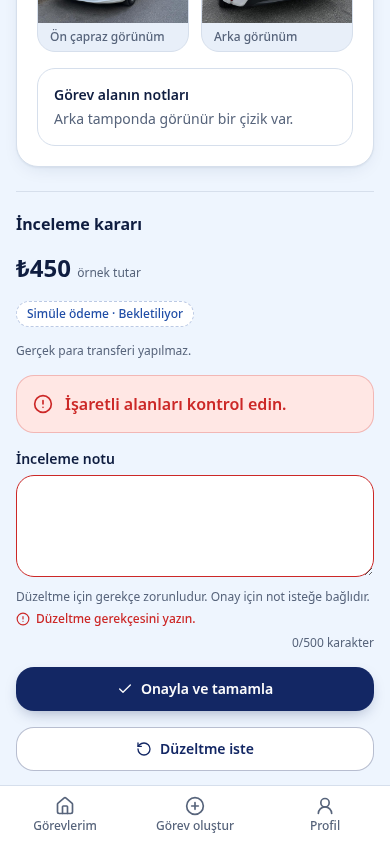 Ön çapraz görünüm
Arka görünüm
Görev alanın notları
Arka tamponda görünür bir çizik var.
İnceleme kararı
₺450 örnek tutar
Simüle ödeme · Bekletiliyor
Gerçek para transferi yapılmaz.
İşaretli alanları kontrol edin.
İnceleme notu
Düzeltme için gerekçe zorunludur. Onay için not isteğe bağlıdır.
Düzeltme gerekçesini yazın.
0/500 karakter
Onayla ve tamamla
Düzeltme iste
Görevlerim
Görev oluştur
Profil